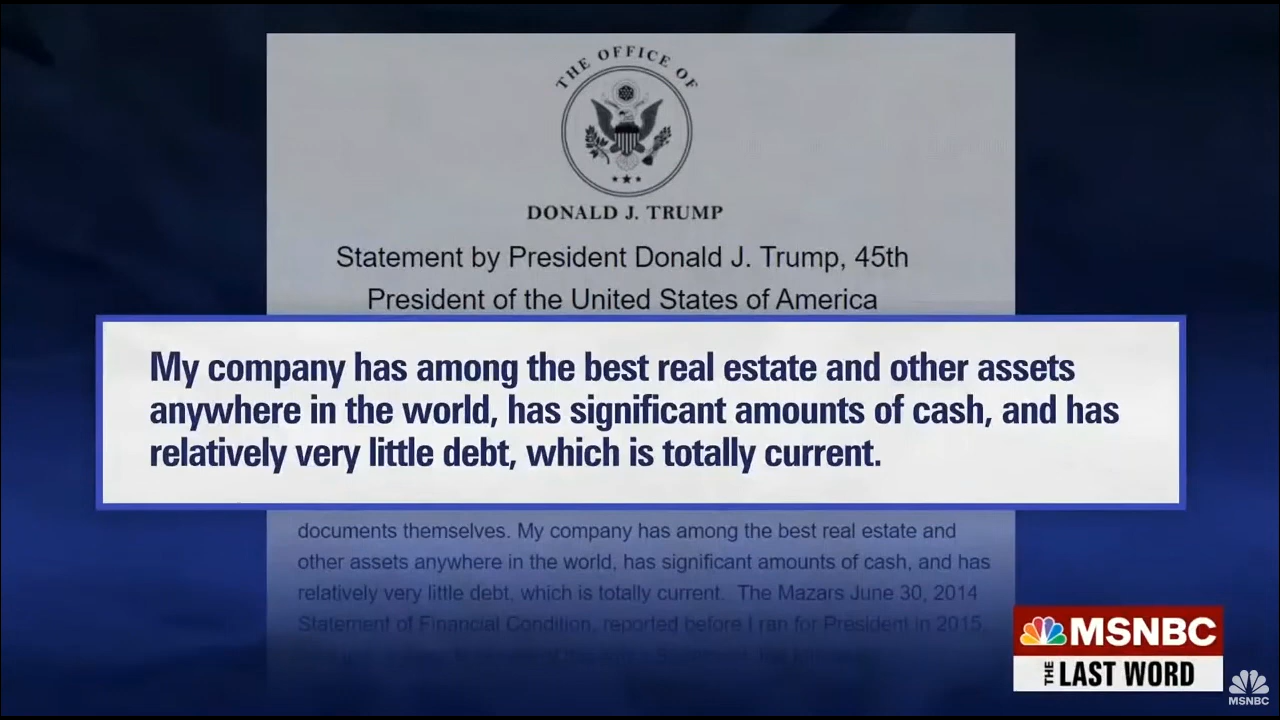 THE OFFICE OF
DONALD J. TRUMP
Statement by President Donald J. Trump, 45th
President of the United States of America
My company has among the best real estate and other assets
anywhere in the world, has significant amounts of cash, and has
relatively very little debt, which is totally current.
documents themselves. My company has among the best real estate and
other assets anywhere in the world, has significant amounts of cash, and has
relatively very little debt, which is totally current. The Mazars June 30, 2014
Statement of Financial Condition, reported before I ran for President in 2015,
MSNBC
THE LAST WORD
MSNBC